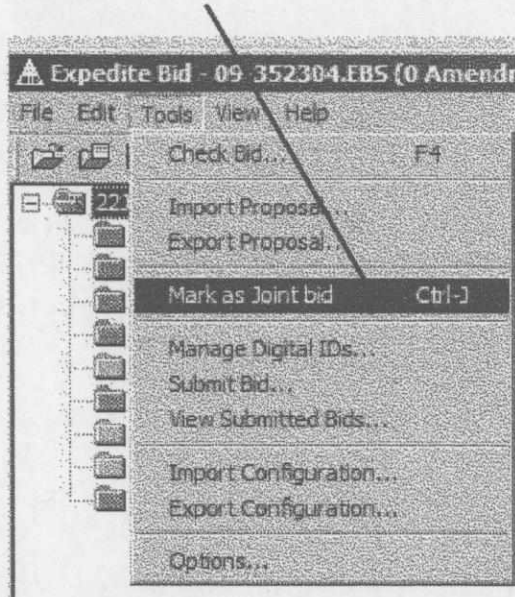 Expedite Bid - 09 352304.EBS (0 Amendm
File Edit Tools View Help
Check Bid... F4
221
Import Proposal...
Export Proposal...
Mark as Joint bid Ctrl-J
Manage Digital IDs...
Submit Bid...
View Submitted Bids...
Import Configuration...
Export Configuration...
Options...